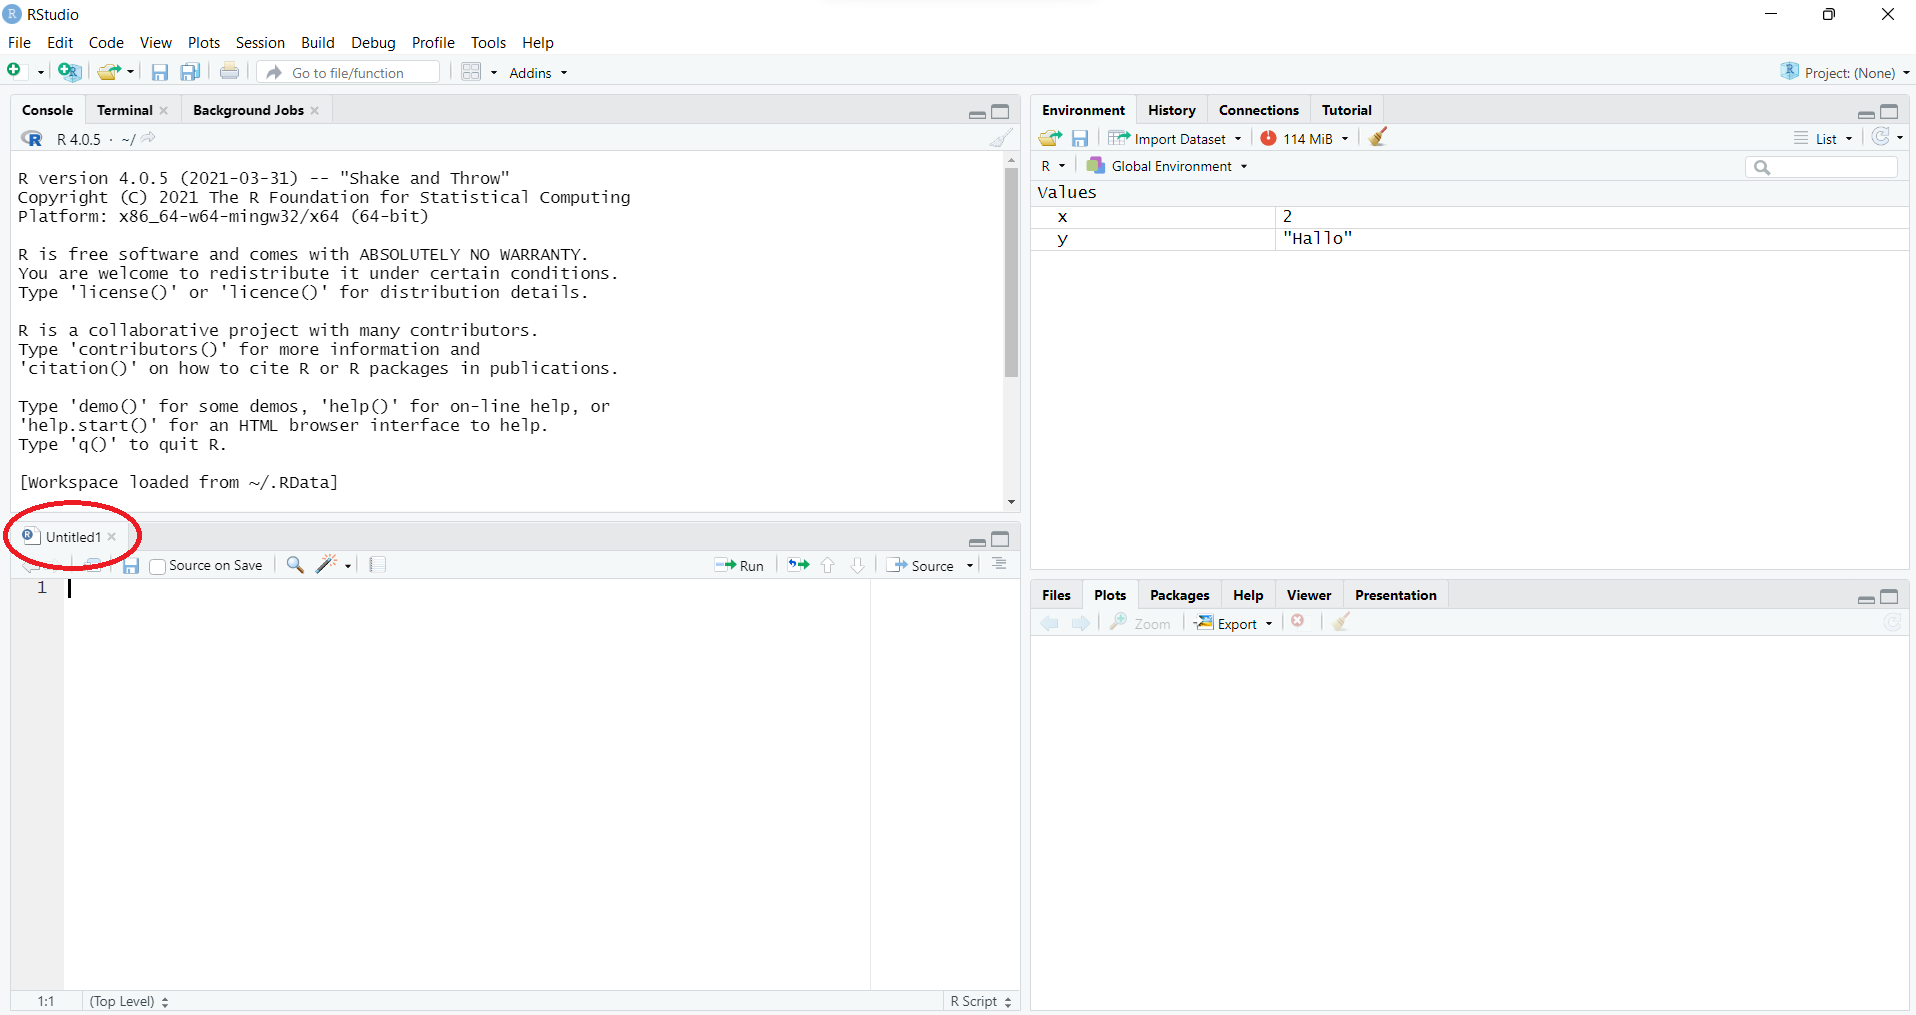 RStudio
File Edit Code View Plots Session Build Debug Profile Tools Help
Go to file/function Addins Project: (None)
Console Terminal Background Jobs
R 4.0.5 · ~/
R version 4.0.5 (2021-03-31) -- "Shake and Throw"
Copyright (C) 2021 The R Foundation for Statistical Computing
Platform: x86_64-w64-mingw32/x64 (64-bit)
R is free software and comes with ABSOLUTELY NO WARRANTY.
You are welcome to redistribute it under certain conditions.
Type 'license()' or 'licence()' for distribution details.
R is a collaborative project with many contributors.
Type 'contributors()' for more information and
'citation()' on how to cite R or R packages in publications.
Type 'demo()' for some demos, 'help()' for on-line help, or
'help.start()' for an HTML browser interface to help.
Type 'q()' to quit R.
[Workspace loaded from ~/.RData]
Untitled1
Source on Save Run Source
1
1:1 (Top Level) R Script
Environment History Connections Tutorial
Import Dataset 114 MiB List
R Global Environment
Values
x 2
y "Hallo"
Files Plots Packages Help Viewer Presentation
Zoom Export